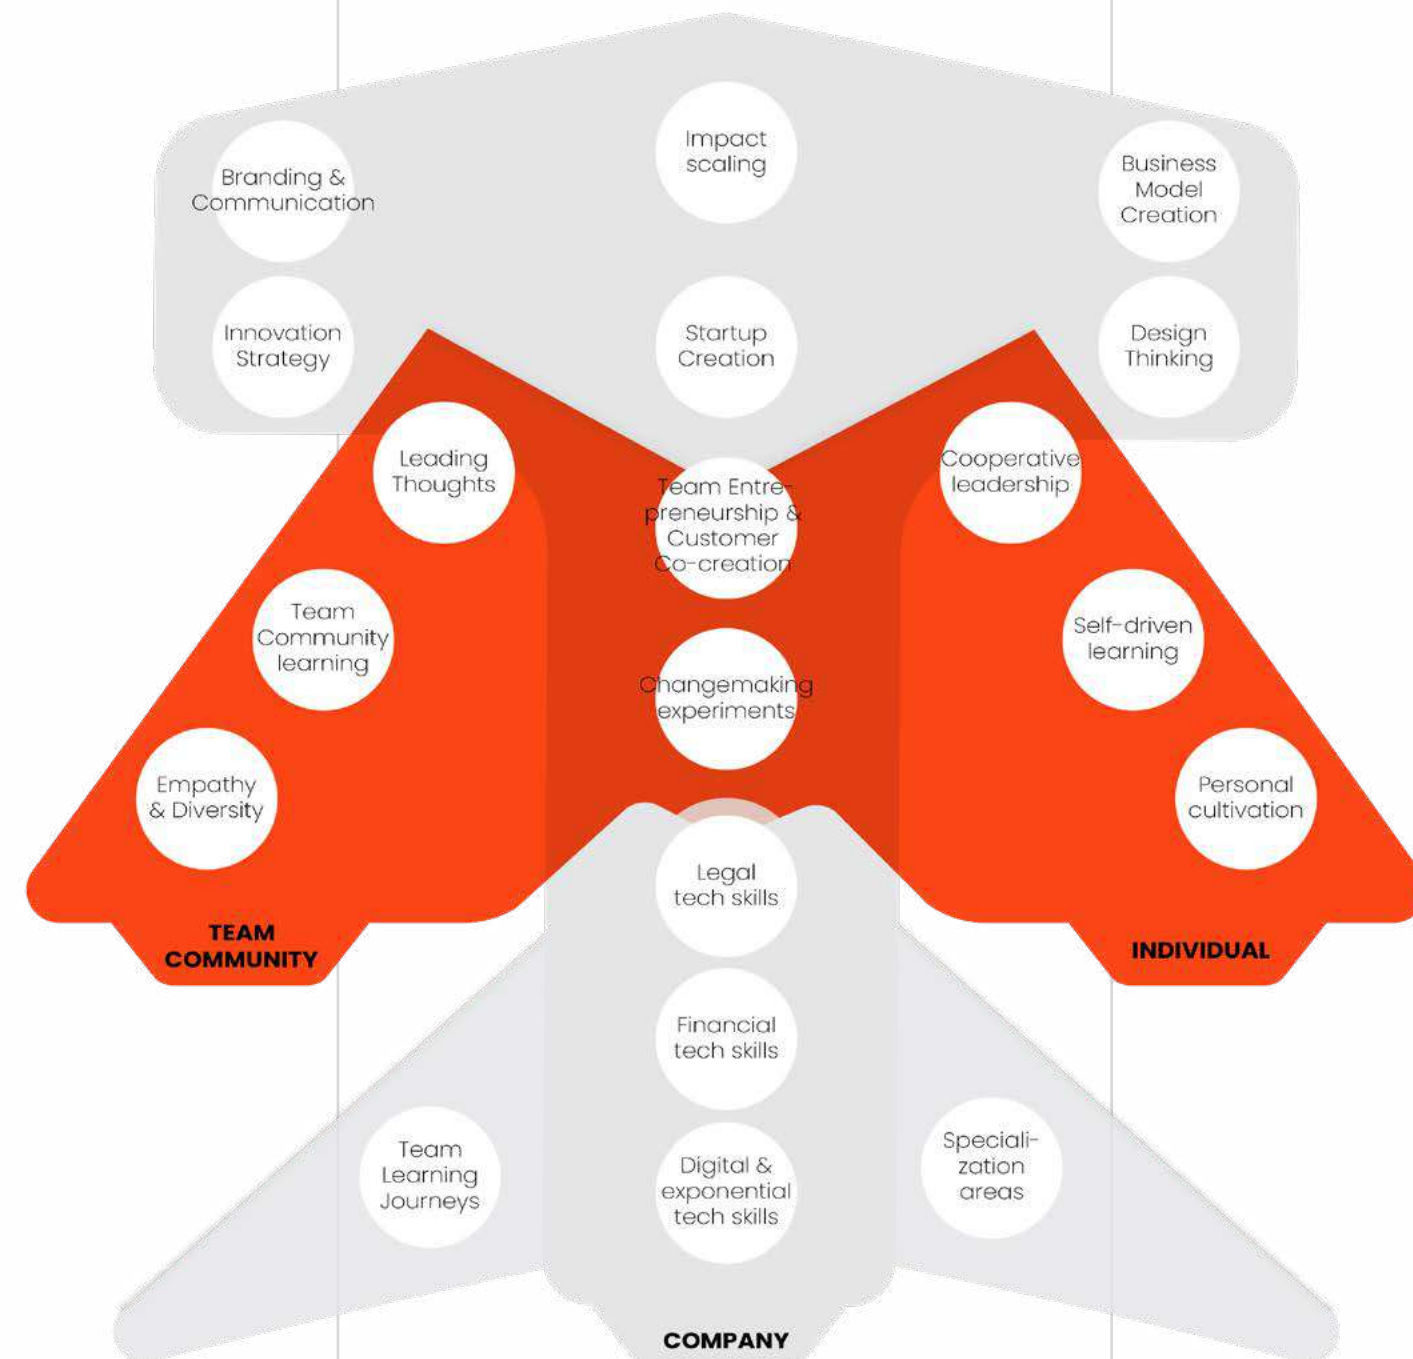 Impact
scaling
Branding &
Communication
Business
Model
Creation
Innovation
Strategy
Startup
Creation
Design
Thinking
Leading
Thoughts
Team Entre-
preneurship &
Customer
Co-creation
Cooperative
leadership
Team
Community
learning
Changemaking
experiments
Self-driven
learning
Empathy
& Diversity
Personal
cultivation
Legal
tech skills
TEAM
COMMUNITY
INDIVIDUAL
Financial
tech skills
Team
Learning
Journeys
Digital &
exponential
tech skills
Speciali-
zation
areas
COMPANY